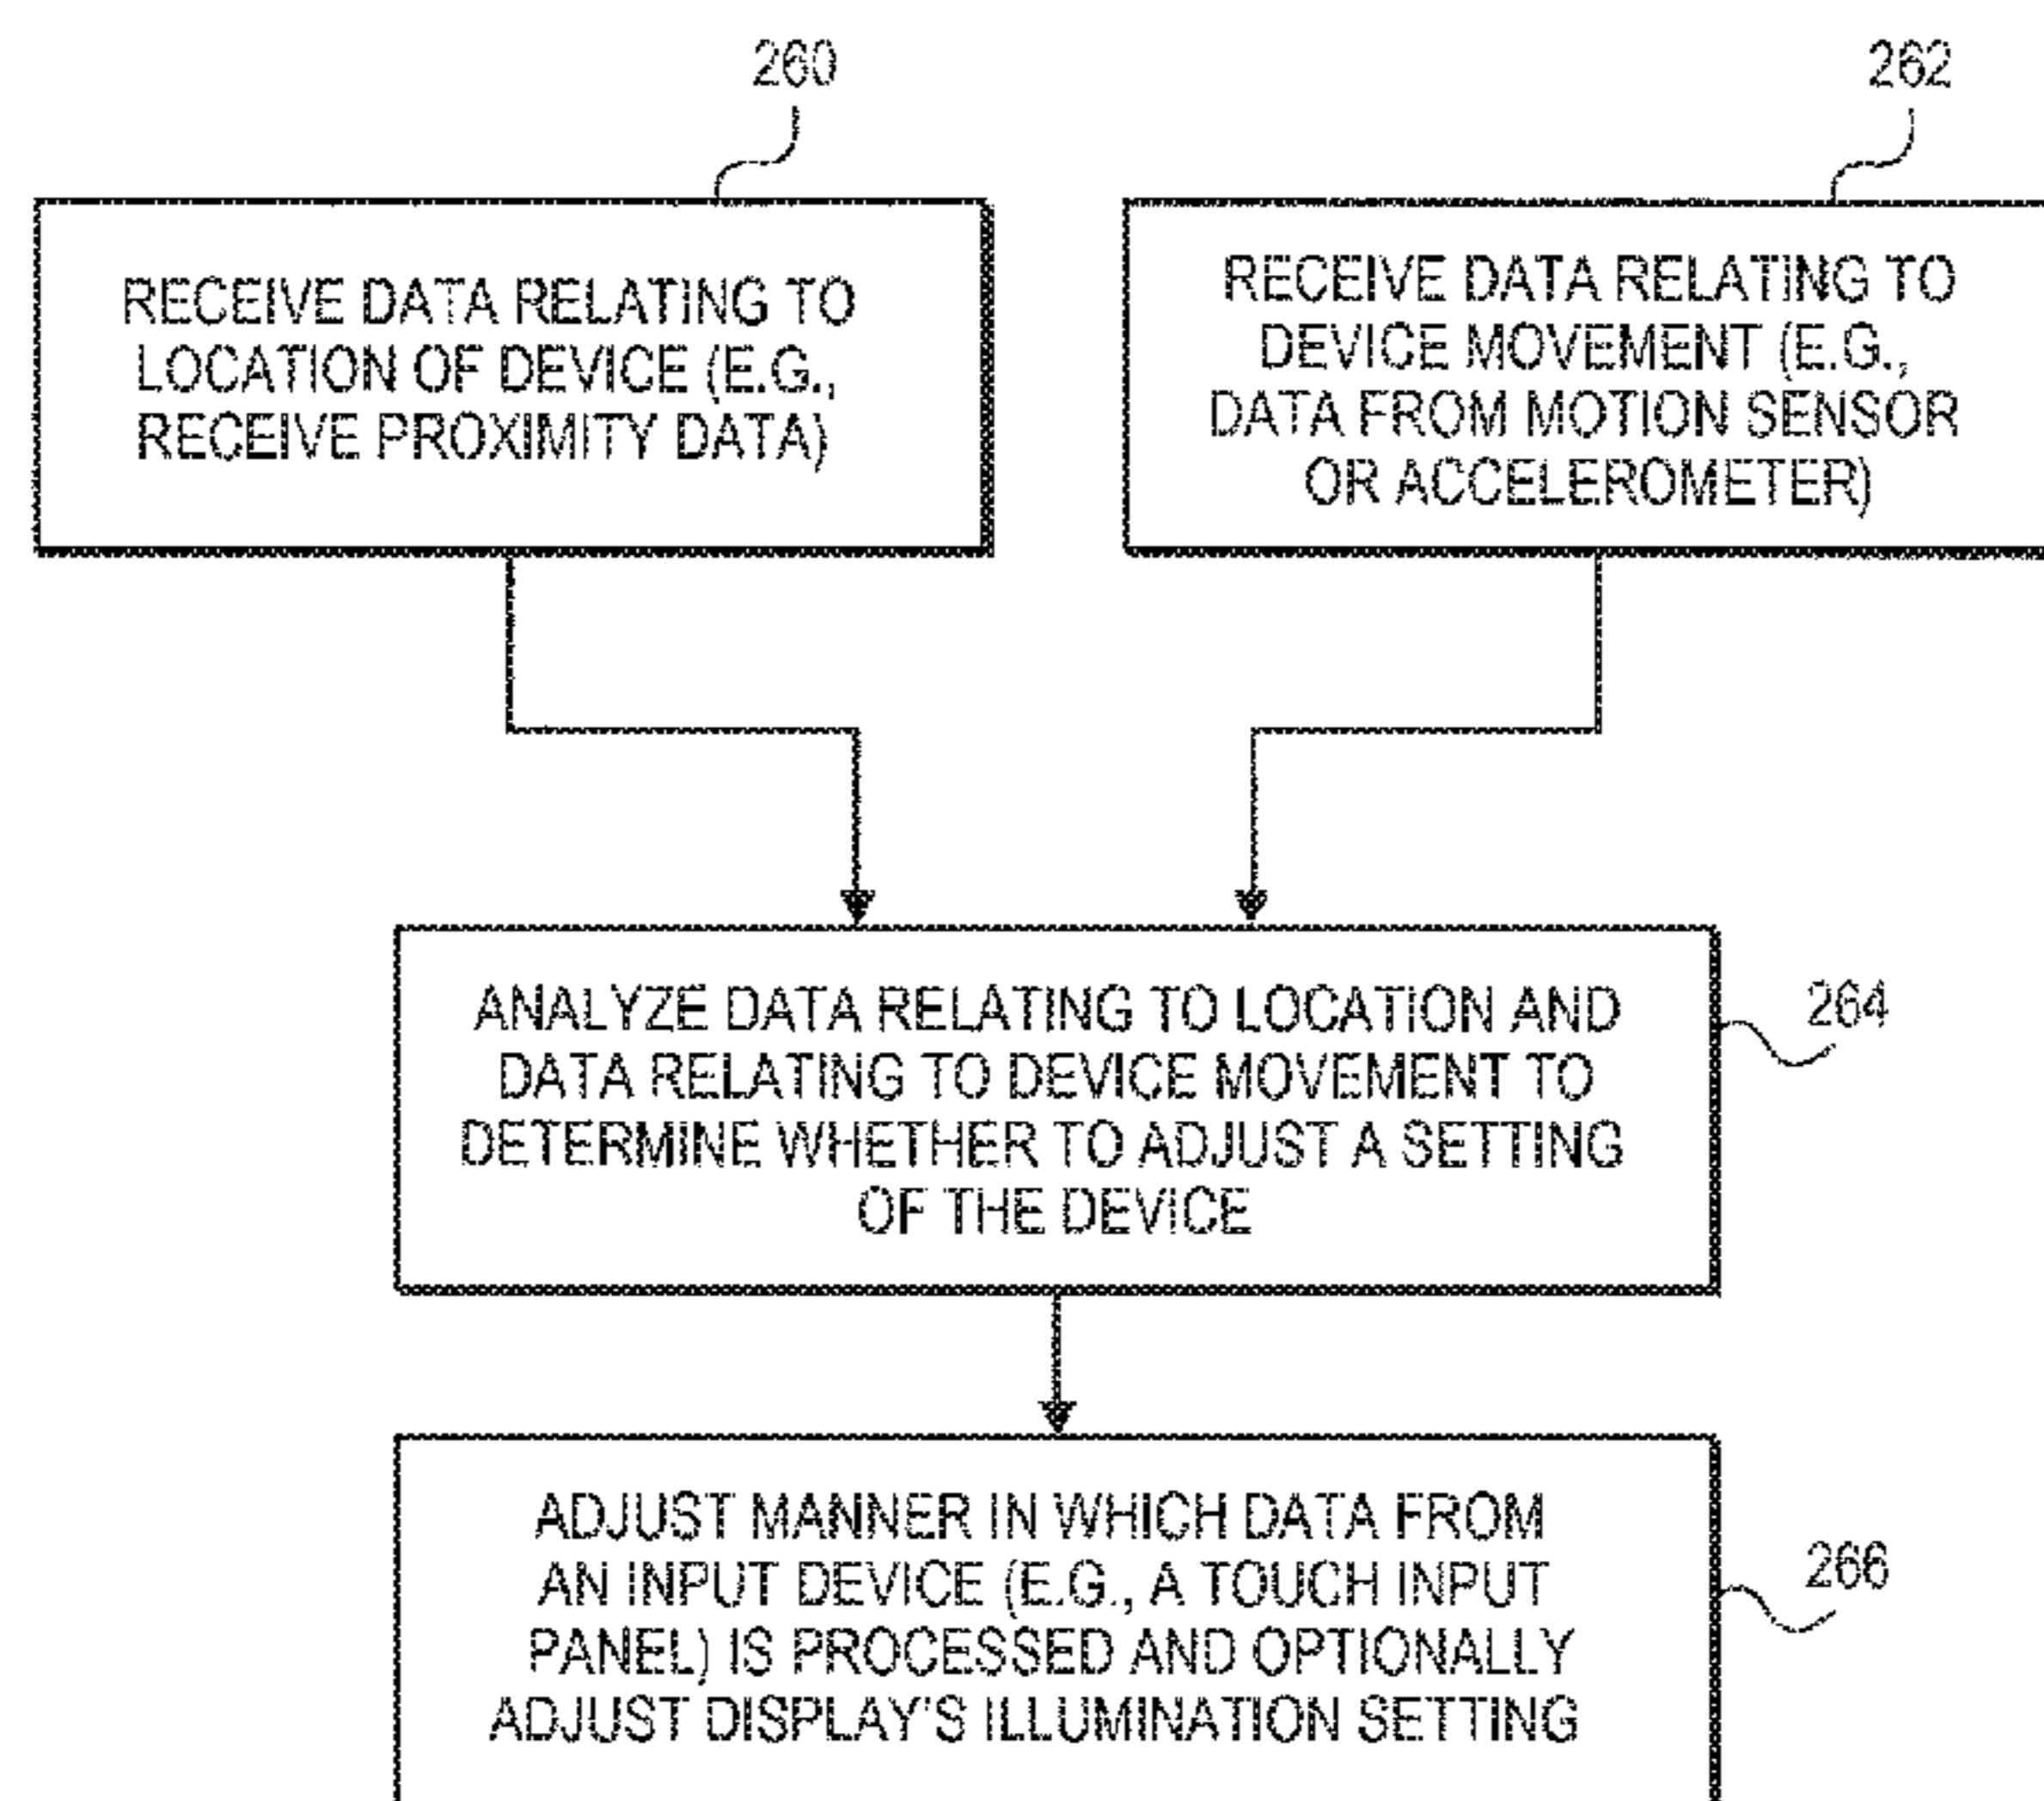 260
RECEIVE DATA RELATING TO
LOCATION OF DEVICE (E.G.,
RECEIVE PROXIMITY DATA)
262
RECEIVE DATA RELATING TO
DEVICE MOVEMENT (E.G.,
DATA FROM MOTION SENSOR
OR ACCELEROMETER)
264
ANALYZE DATA RELATING TO LOCATION AND
DATA RELATING TO DEVICE MOVEMENT TO
DETERMINE WHETHER TO ADJUST A SETTING
OF THE DEVICE
266
ADJUST MANNER IN WHICH DATA FROM
AN INPUT DEVICE (E.G., A TOUCH INPUT
PANEL) IS PROCESSED AND OPTIONALLY
ADJUST DISPLAY'S ILLUMINATION SETTING